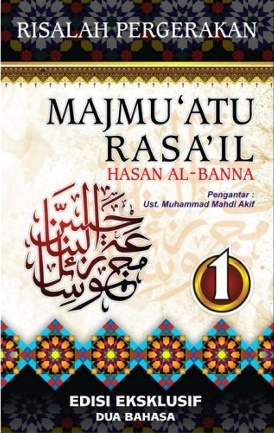 RISALAH PERGERAKAN
MAJMU‘ATU
RASA‘IL
HASAN AL-BANNA
Pengantar :
Ust. Muhammad Mahdi Akif
1
EDISI EKSKLUSIF
DUA BAHASA